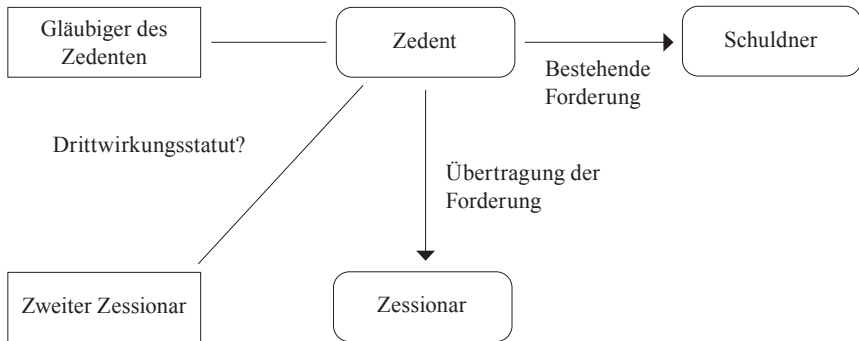 Gläubiger des
Zedenten
Zedent
Schuldner
Bestehende
Forderung
Drittwirkungsstatut?
Übertragung der
Forderung
Zweiter Zessionar
Zessionar